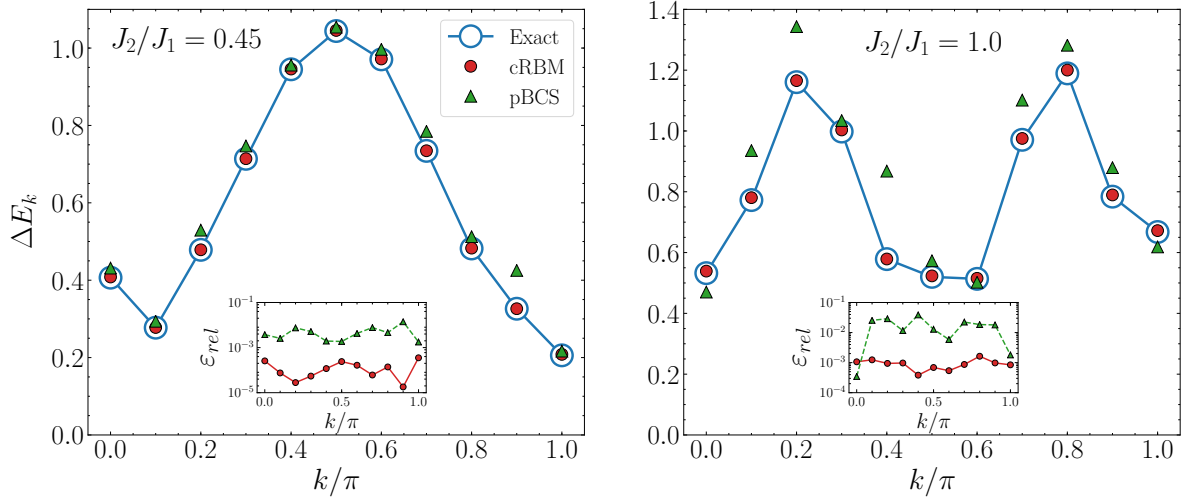 J_2/J_1 = 0.45
Exact
cRBM
pBCS
ΔE_k
1.0
0.8
0.6
0.4
0.2
0.0
10^{-1}
10^{-3}
10^{-5}
ε_{rel}
0.0 0.5 1.0
k/π
0.0 0.2 0.4 0.6 0.8 1.0
k/π
J_2/J_1 = 1.0
1.4
1.2
1.0
0.8
0.6
0.4
0.2
0.0
10^{-1}
10^{-2}
10^{-3}
10^{-4}
ε_{rel}
0.0 0.5 1.0
k/π
0.0 0.2 0.4 0.6 0.8 1.0
k/π